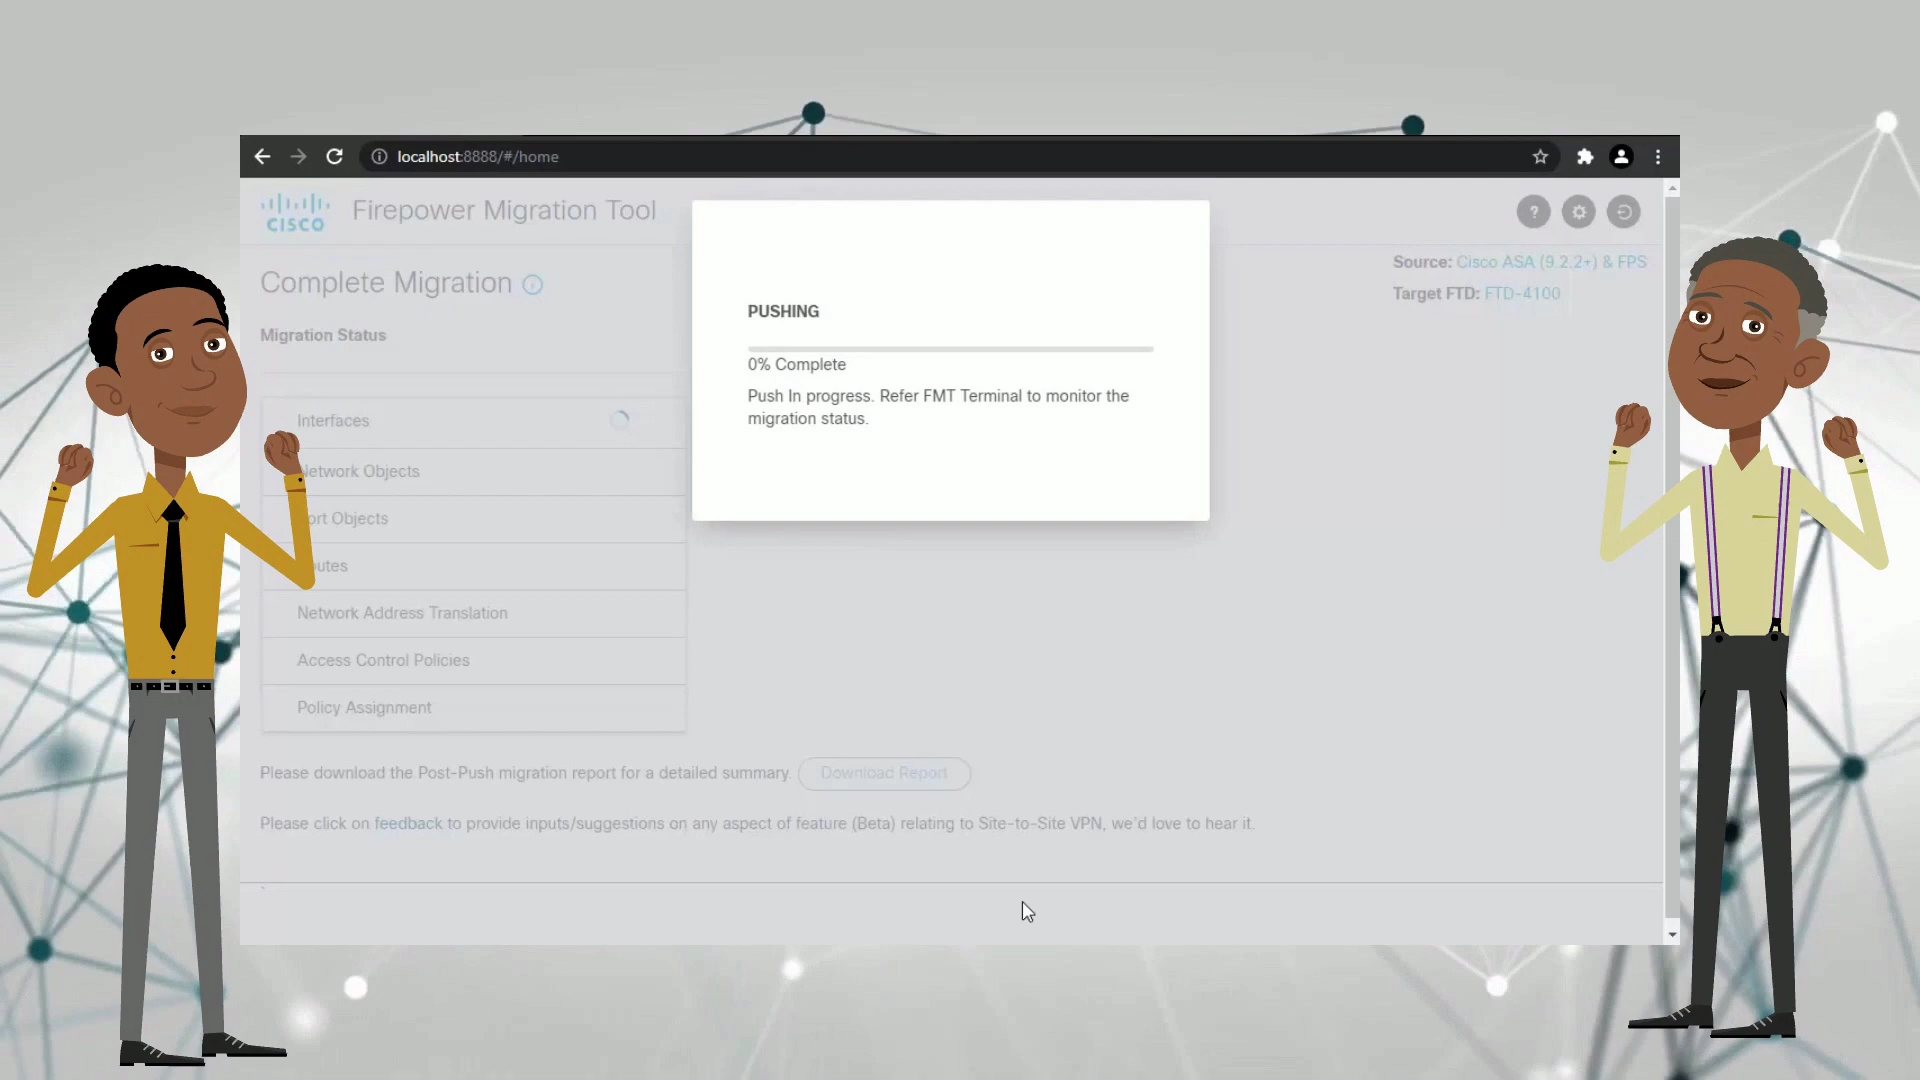 localhost:8888/#/home
CISCO
Firepower Migration Tool
?
Complete Migration
Source: Cisco ASA (9.2.2+) & FPS
Target FTD: FTD-4100
Migration Status
PUSHING
0% Complete
Push In progress. Refer FMT Terminal to monitor the
migration status.
Interfaces
etwork Objects
ort Objects
utes
Network Address Translation
Access Control Policies
Policy Assignment
Please download the Post-Push migration report for a detailed summary.
Download Report
Please click on feedback to provide inputs/suggestions on any aspect of feature (Beta) relating to Site-to-Site VPN, we'd love to hear it.